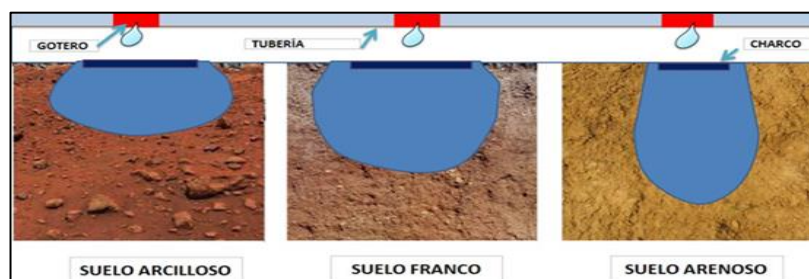 GOTERO
TUBERÍA
CHARCO
SUELO ARCILLOSO
SUELO FRANCO
SUELO ARENOSO